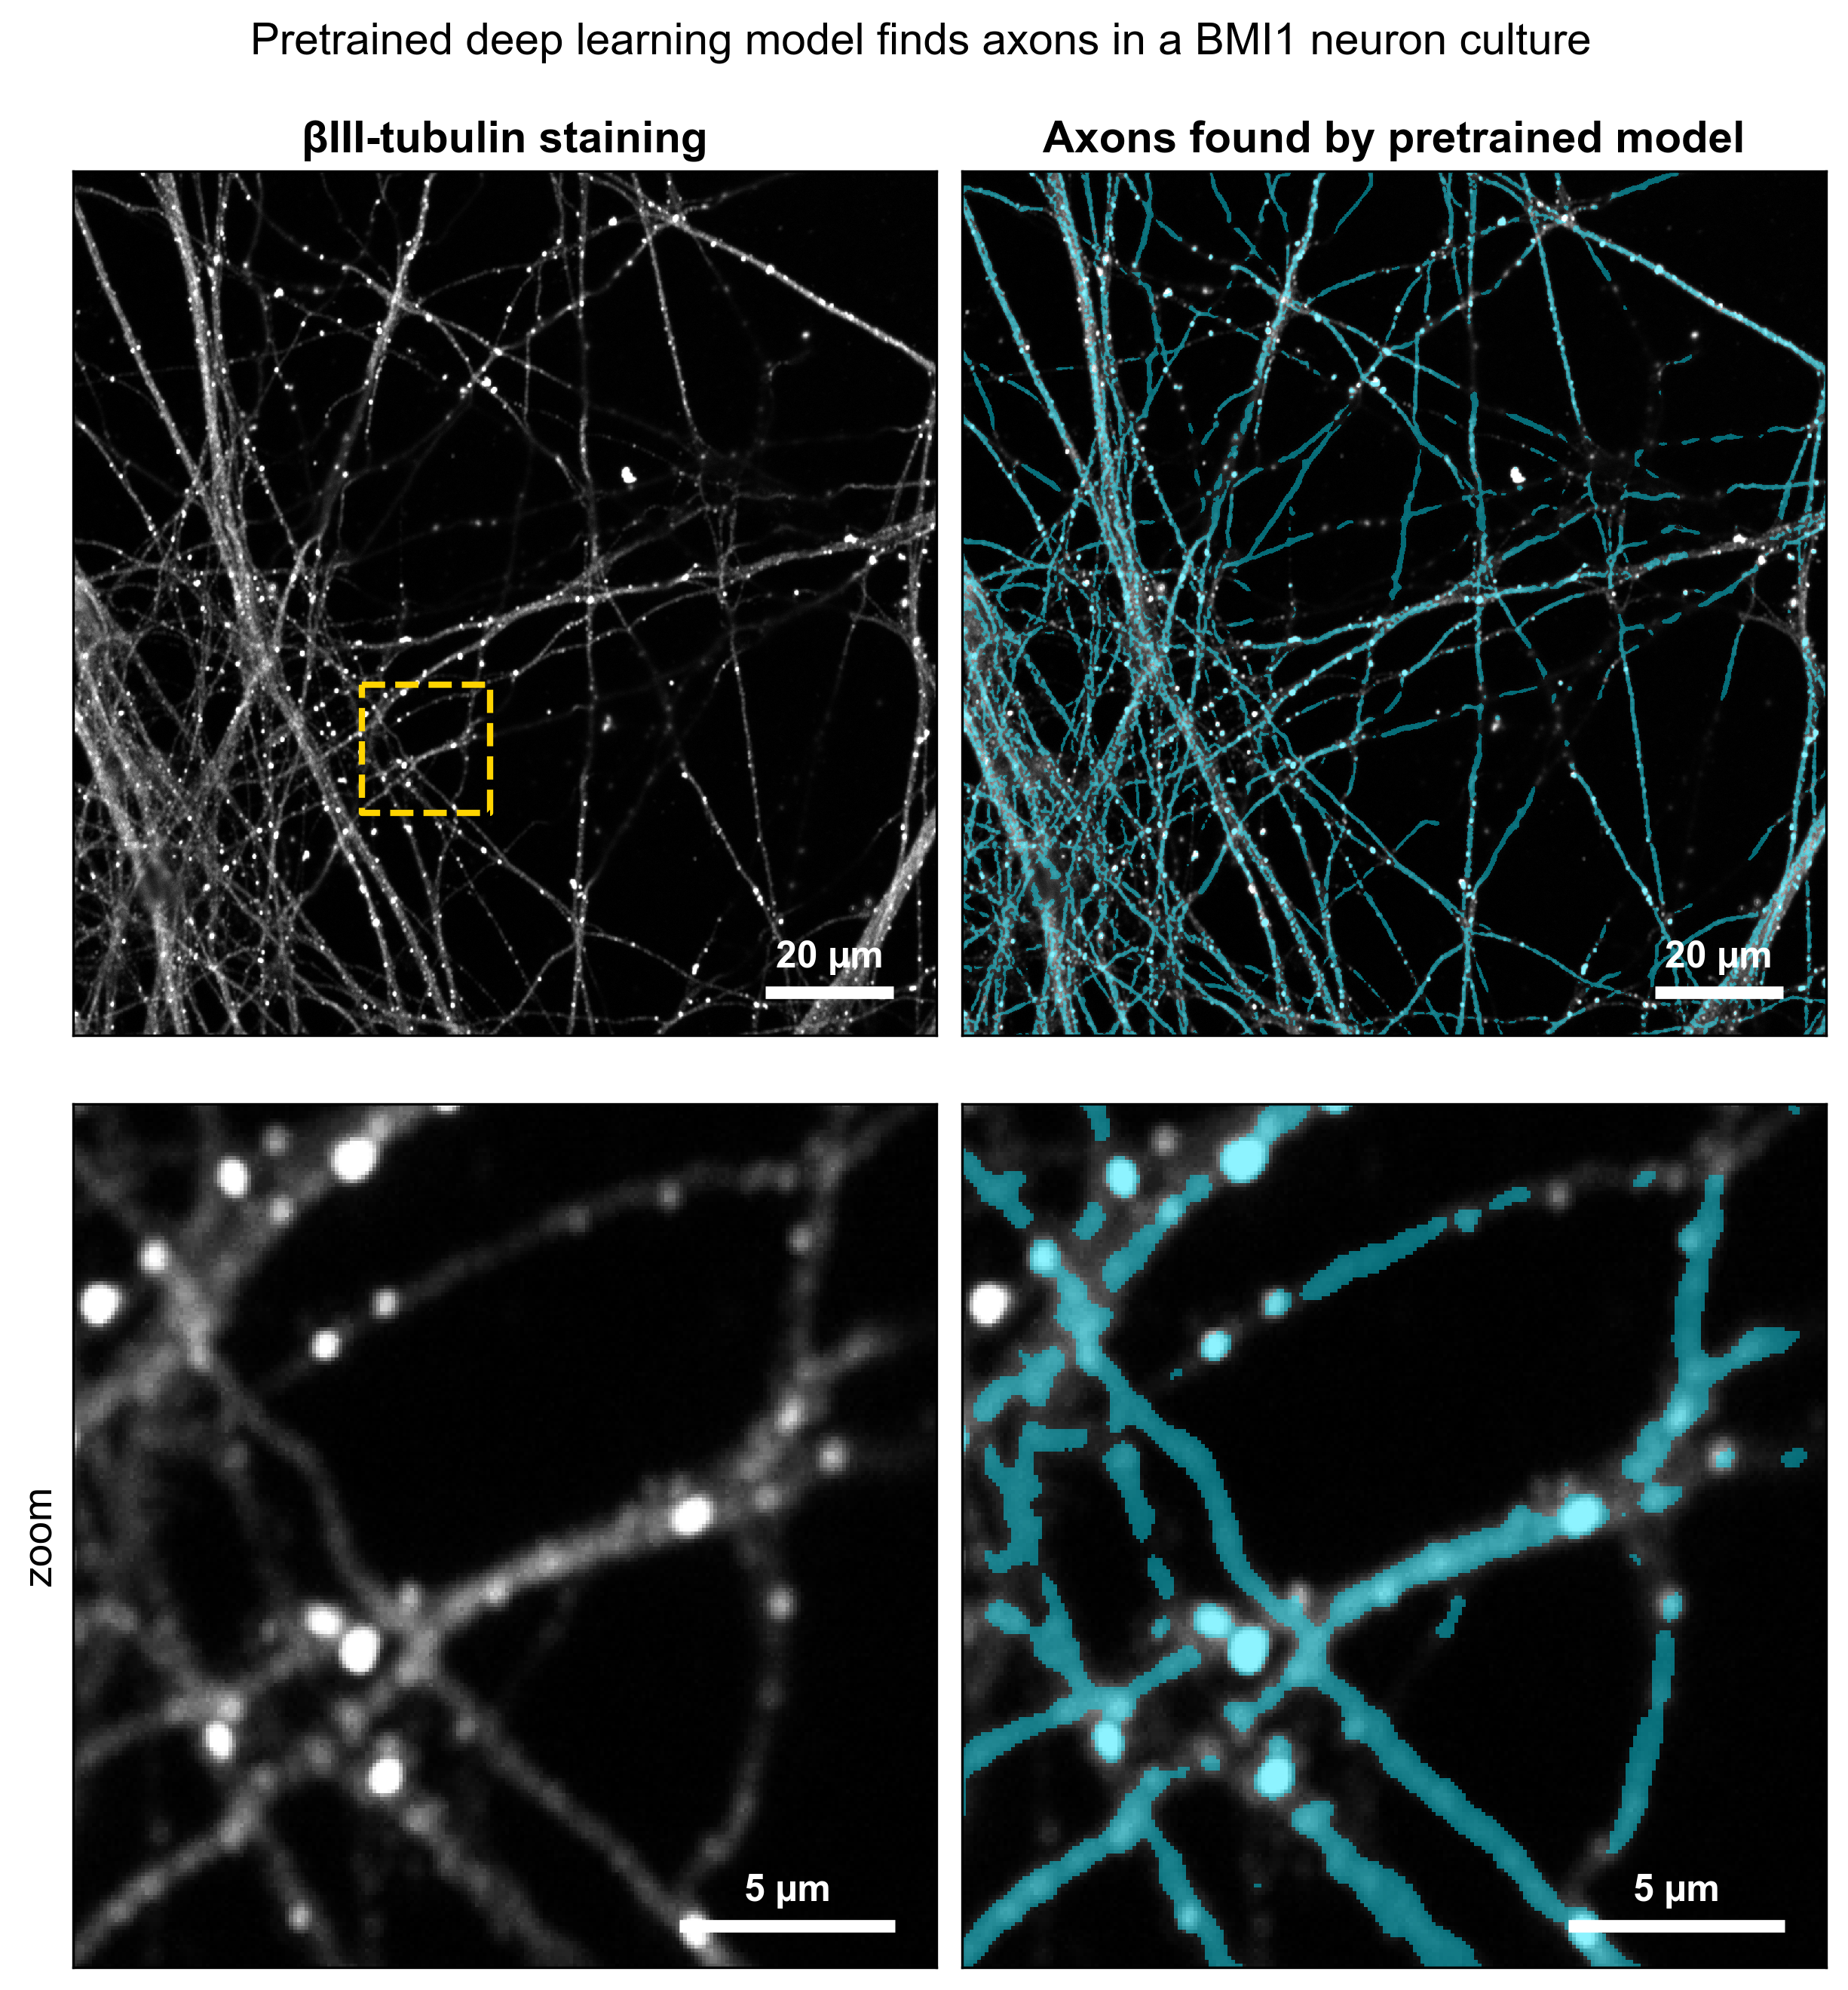 Pretrained deep learning model finds axons in a BMI1 neuron culture
βIII-tubulin staining
Axons found by pretrained model
20 µm
20 µm
zoom
5 µm
5 µm